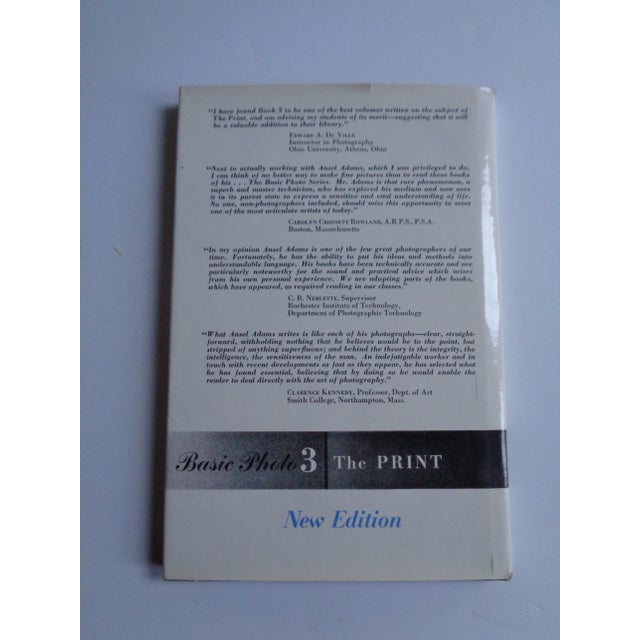 "I have found Book 3 to be one of the best volumes written on the subject of
The Print, and am advising my students of its merit—suggesting that it will
be a valuable addition to their library."
Edward A. De Ville
Instructor in Photography
Ohio University, Athens, Ohio
"Next to actually working with Ansel Adams, which I was privileged to do,
I can think of no better way to make fine pictures than to read these books
of his . . . The Basic Photo Series. Mr. Adams is that rare phenomenon, a
superb and master technician, who has explored his medium and now uses
it in its purest state to express a sensitive and vital understanding of life.
No one, non-photographers included, should miss this opportunity to meet
one of the most articulate artists of today."
Carolyn Crossett Rowland, A.R.P.S., P.S.A.
Boston, Massachusetts
"In my opinion Ansel Adams is one of the few great photographers of our
time. Fortunately, he has the ability to put his ideas and methods into
understandable language. His books have been technically accurate and are
particularly noteworthy for the sound and practical advice which arises
from his own personal experience. We are adopting parts of the books,
which have appeared, as required reading in our classes."
C. B. Neblette, Supervisor
Rochester Institute of Technology,
Department of Photographic Technology
"What Ansel Adams writes is like each of his photographs—clear, straight-
forward, withholding nothing that he believes would be to the point, but
stripped of anything superfluous; and behind the theory is the integrity, the
intelligence, the sensitiveness of the man. An indefatigable worker and in
touch with recent developments as fast as they appear, he has selected what
he has found essential, believing that by doing so he would enable the
reader to deal directly with the art of photography."
Clarence Kennedy, Professor, Dept. of Art
Smith College, Northampton, Mass.
Basic Photo 3 The PRINT
New Edition